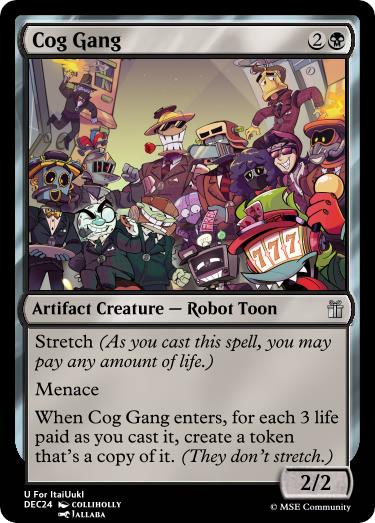 Cog Gang 2
777
Artifact Creature — Robot Toon
Stretch (As you cast this spell, you may
pay any amount of life.)
Menace
When Cog Gang enters, for each 3 life
paid as you cast it, create a token
that's a copy of it. (They don't stretch.)
2/2
U For ItaiUukI
DEC24 COLLIHOLLY
JALLABA
© MSE Community